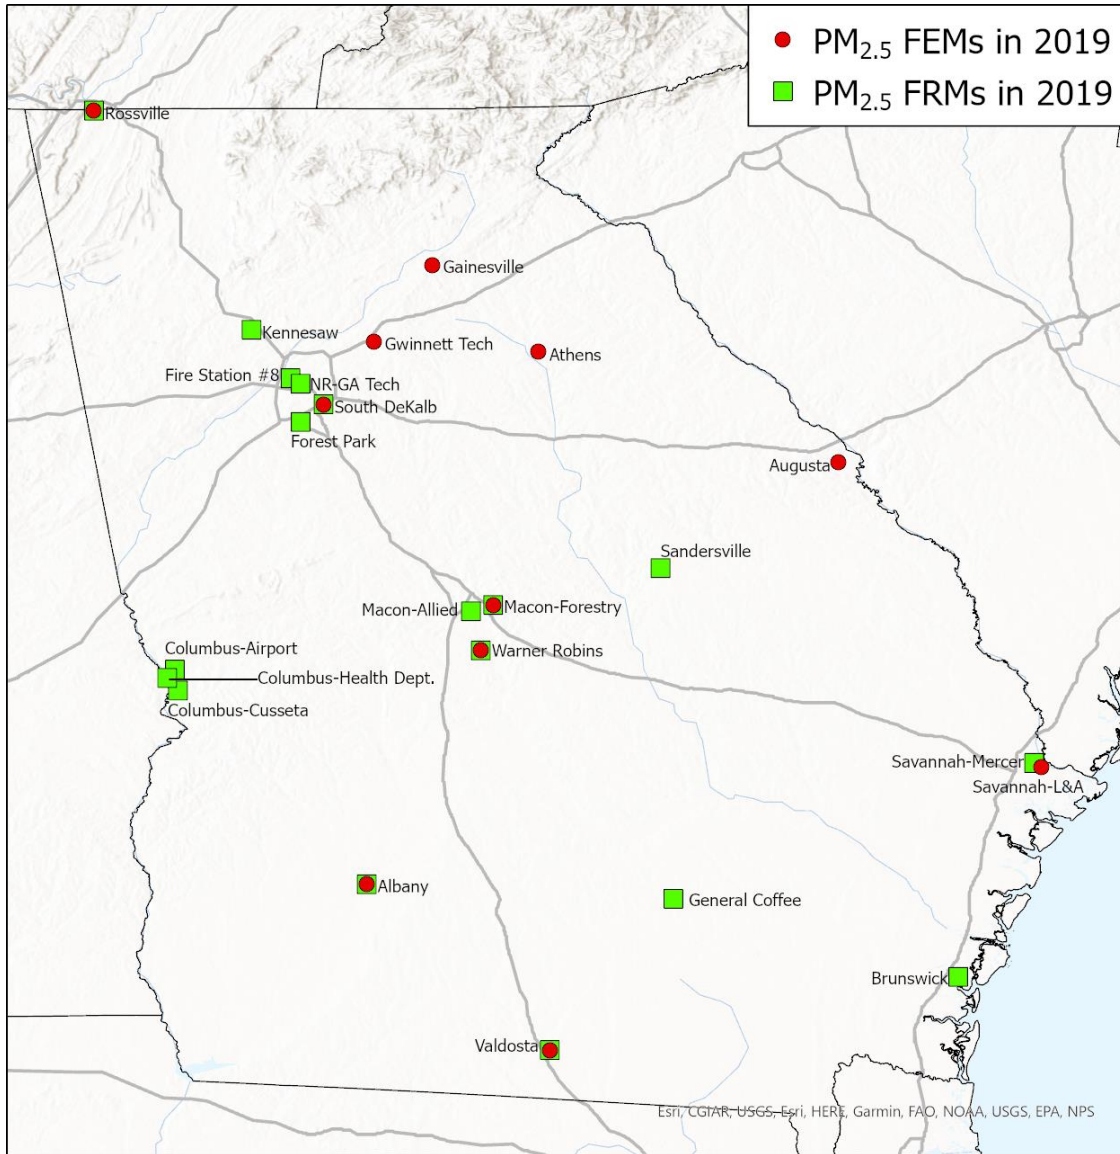 PM2.5 FEMs in 2019
PM2.5 FRMs in 2019
Rossville
Gainesville
Kennesaw
Gwinnett Tech
Athens
Fire Station #8
NR-GA Tech
South DeKalb
Forest Park
Augusta
Sandersville
Macon-Allied
Macon-Forestry
Warner Robins
Columbus-Airport
Columbus-Health Dept.
Columbus-Cusseta
Savannah-Mercer
Savannah-L&A
Albany
General Coffee
Brunswick
Valdosta
Esri, CGIAR, USGS, Esri, HERE, Garmin, FAO, NOAA, USGS, EPA, NPS